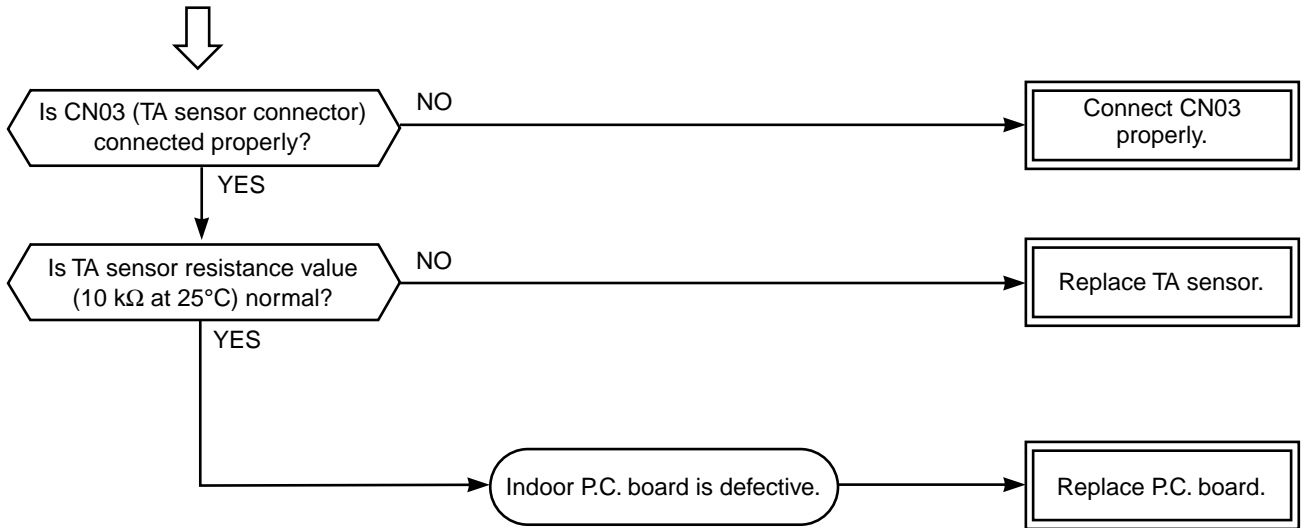 Is CN03 (TA sensor connector)
connected properly?
NO
Connect CN03
properly.
YES
Is TA sensor resistance value
(10 kΩ at 25°C) normal?
NO
Replace TA sensor.
YES
Indoor P.C. board is defective.
Replace P.C. board.